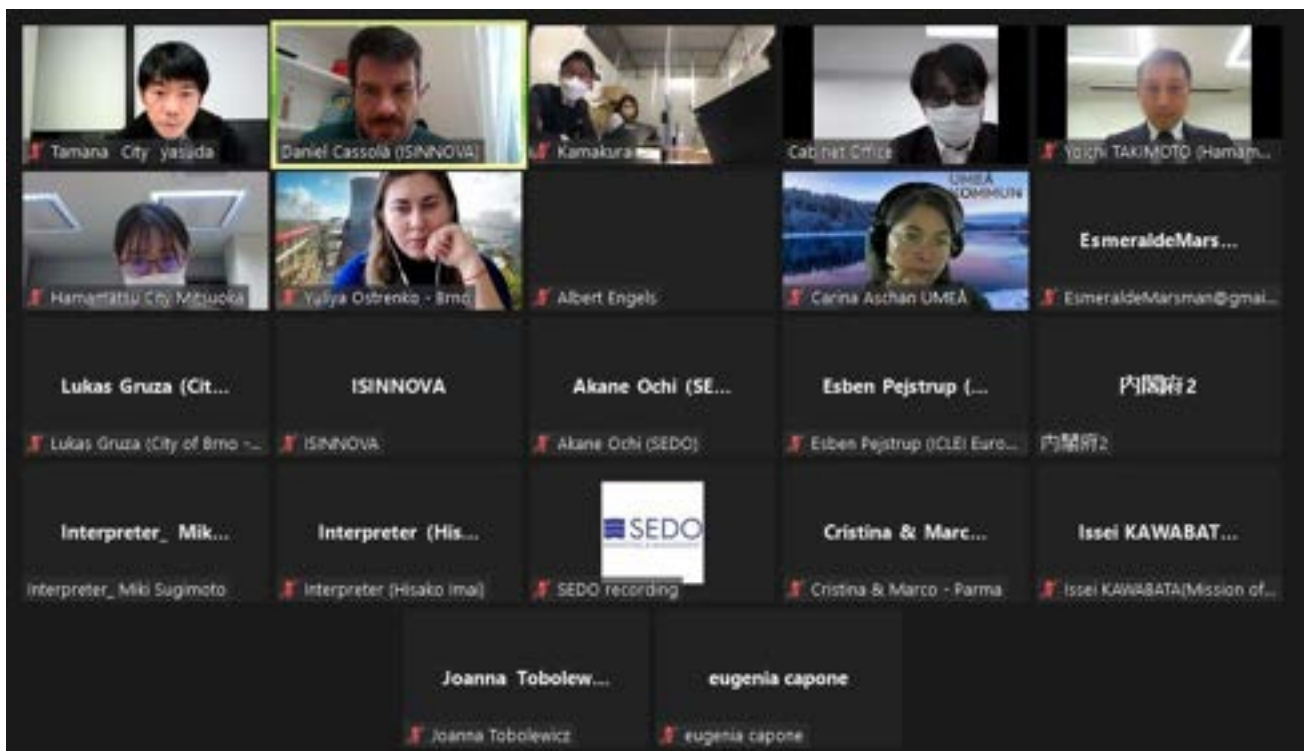 Tamana City yasuda
Daniel Cassolà (ISINNOVA)
Kamakura
Cabinet Office
Yoichi TAKIMOTO (Hamam...
UMEÅ
KOMMUN
Hamamatsu City Mitsuoka
Yuliya Ostrenko - Brno
Albert Engels
Carina Aschan UMEÅ
EsmeraldeMars...
EsmeraldeMarsman@gmai...
Lukas Gruza (Cit...
Lukas Gruza (City of Brno -...
ISINNOVA
ISINNOVA
Akane Ochi (SE...
Akane Ochi (SEDO)
Esben Pejstrup (...
Esben Pejstrup (ICLEI Euro...
内閣府2
内閣府2
Interpreter_ Mik...
Interpreter_ Miki Sugimoto
Interpreter (His...
Interpreter (Hisako Imai)
SEDO
SEDO recording
Cristina & Marc...
Cristina & Marco - Parma
Issei KAWABAT...
Issei KAWABATA(Mission of...
Joanna Tobolew...
Joanna Tobolewicz
eugenia capone
eugenia capone